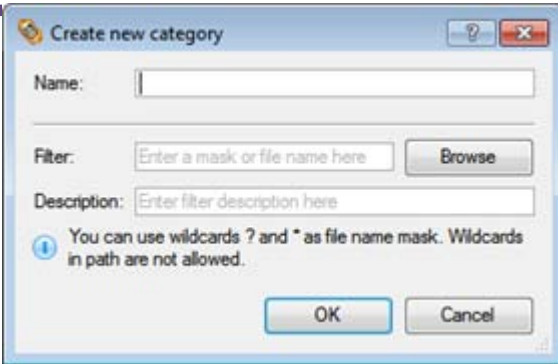 Create new category
?
Name:
Filter: Enter a mask or file name here Browse
Description: Enter filter description here
You can use wildcards ? and * as file name mask. Wildcards
in path are not allowed.
OK Cancel